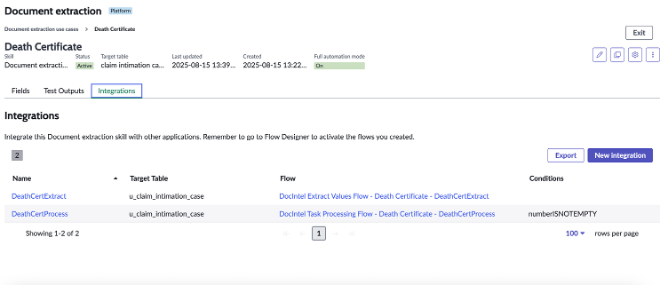 Document extraction Platform
Document extraction use cases > Death Certificate
Exit
Death Certificate
Skill Status Target table Last updated Created Full automation mode
Document extracti... Active claim intimation ca... 2025-08-15 13:39... 2025-08-15 13:22... On
Fields Test Outputs Integrations
Integrations
Integrate this Document extraction skill with other applications. Remember to go to Flow Designer to activate the flows you created.
2 Export New integration
Name Target Table Flow Conditions
DeathCertExtract u_claim_intimation_case DocIntel Extract Values Flow - Death Certificate - DeathCertExtract
DeathCertProcess u_claim_intimation_case DocIntel Task Processing Flow - Death Certificate - DeathCertProcess numberISNOTEMPTY
Showing 1-2 of 2 1 100 rows per page